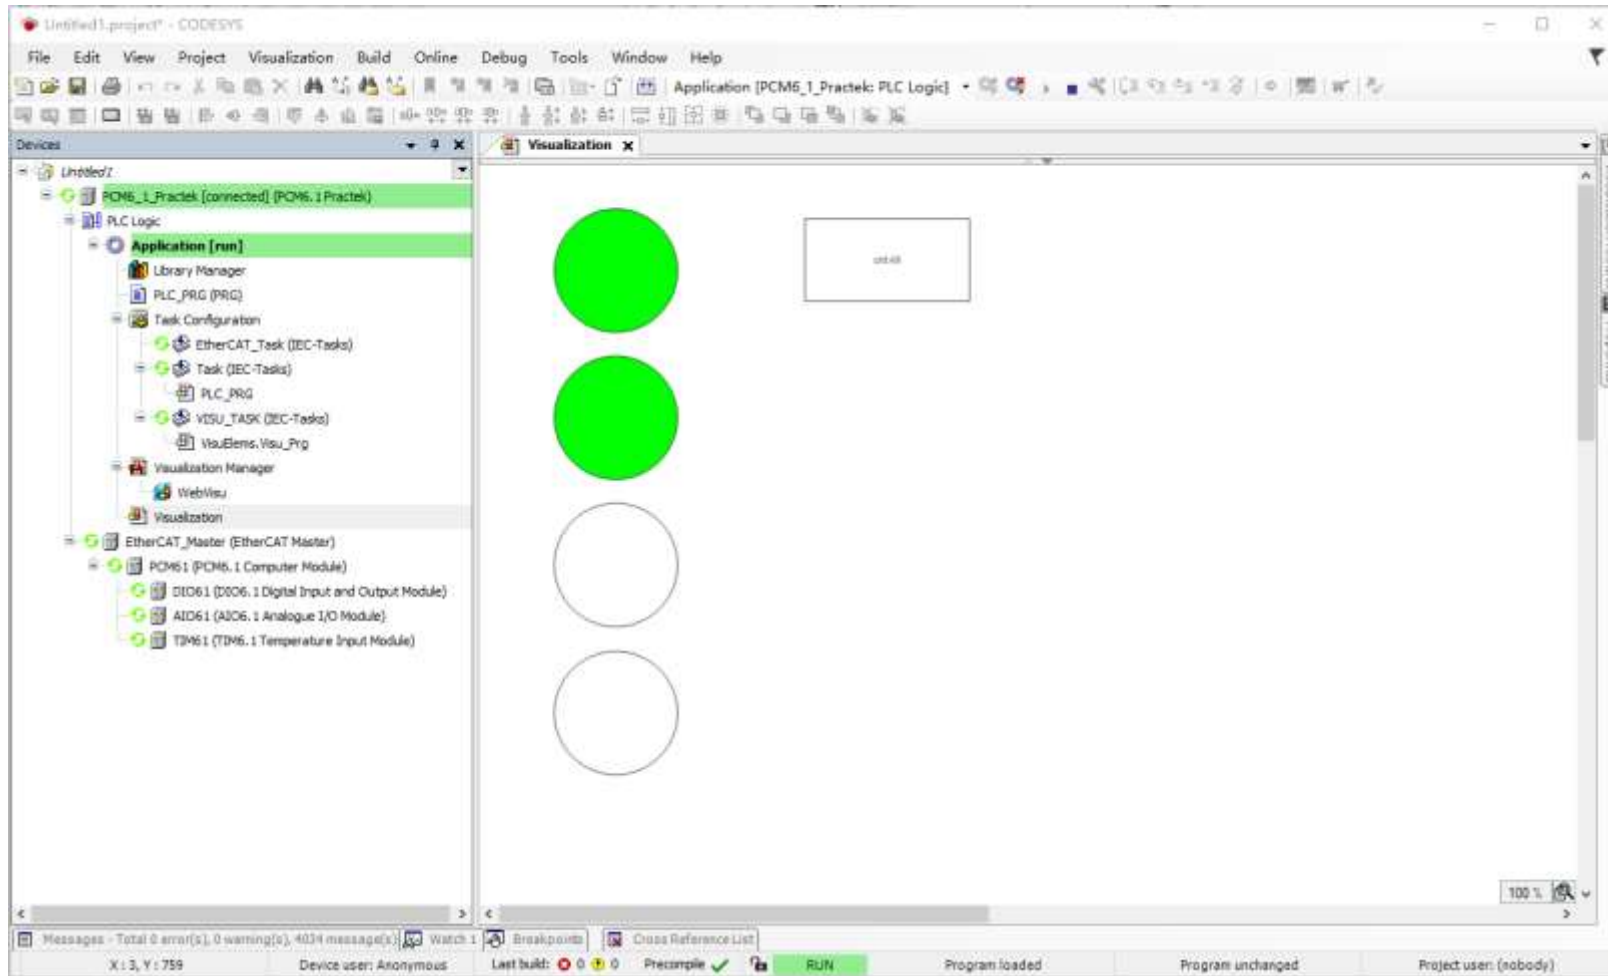 Untitled1.project* - CODESYS
File Edit View Project Visualization Build Online Debug Tools Window Help
Application [PCM6_1_Practek: PLC Logic]
Devices
Visualization
Untitled1
PCM6_1_Practek [connected] (PCM6.1 Practek)
PLC Logic
Application [run]
Library Manager
PLC_PRG (PRG)
Task Configuration
EtherCAT_Task (IEC-Tasks)
Task (IEC-Tasks)
PLC_PRG
VISU_TASK (IEC-Tasks)
VisuElems.Visu_Prg
Visualization Manager
WebVisu
Visualization
EtherCAT_Master (EtherCAT Master)
PCM61 (PCM6.1 Computer Module)
DIO61 (DIO6.1 Digital Input and Output Module)
AIO61 (AIO6.1 Analogue I/O Module)
TIM61 (TIM6.1 Temperature Input Module)
100 %
Messages - Total 0 error(s), 0 warning(s), 4034 message(s) Watch 1 Breakpoints Cross Reference List
X: 3, Y: 759 Device user: Anonymous Last build: 0 0 Precompile RUN Program loaded Program unchanged Project user: (nobody)